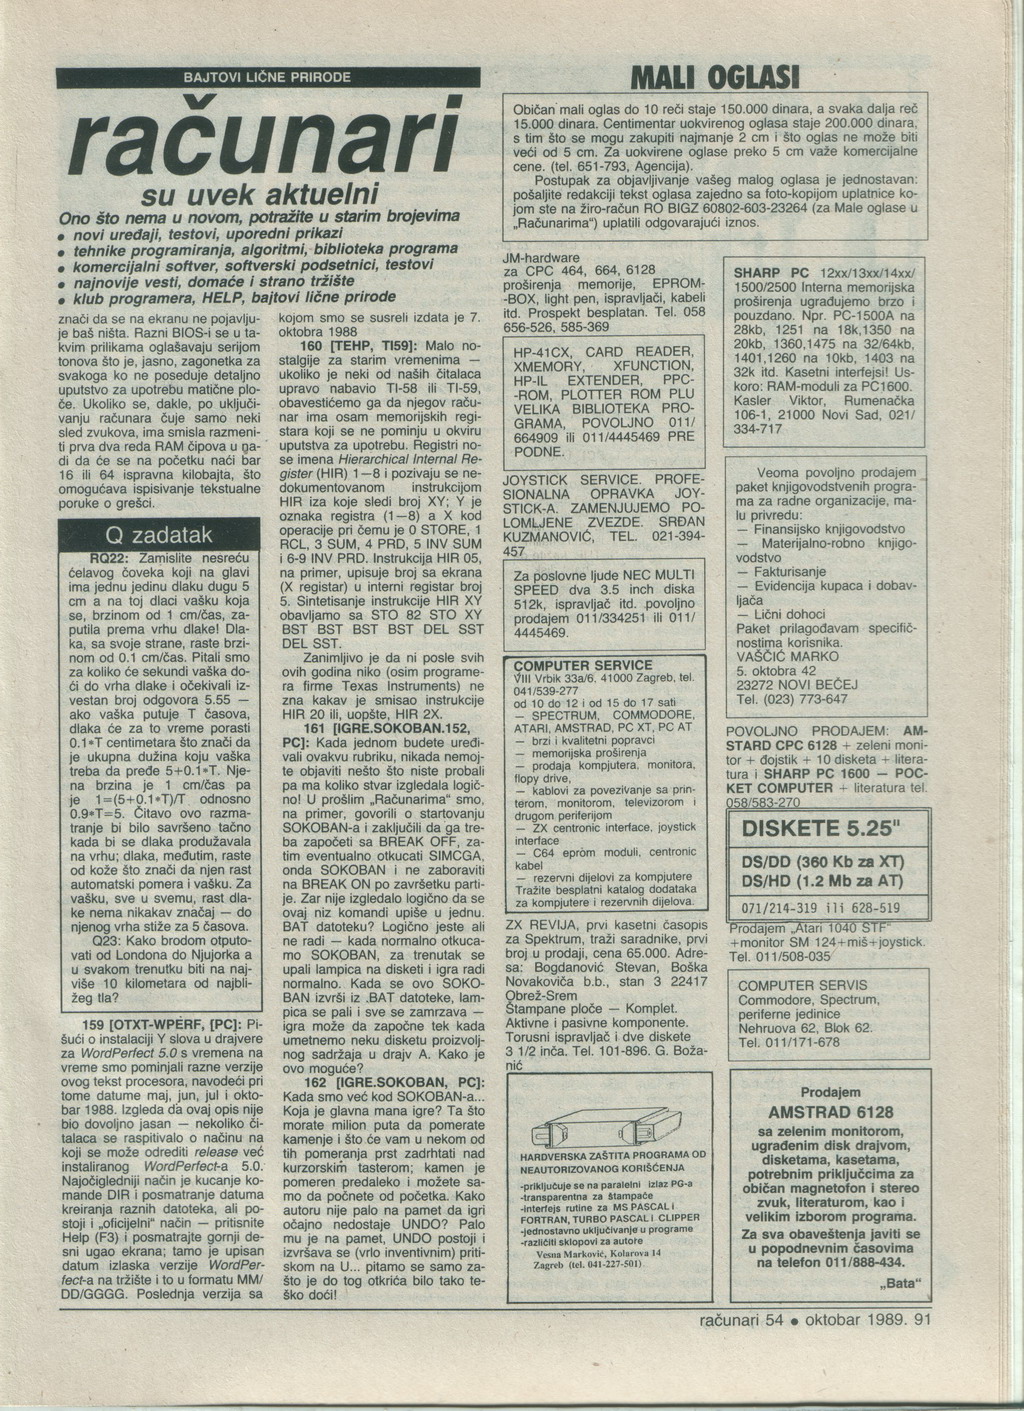 BAJTOVI LIČNE PRIRODE
računari
su uvek aktuelni
Ono što nema u novom, potražite u starim brojevima
• novi uređaji, testovi, uporedni prikazi
• tehnike programiranja, algoritmi, biblioteka programa
• komercijalni softver, softverski podsetnici, testovi
• najnovije vesti, domaće i strano tržište
• klub programera, HELP, bajtovi lične prirode
znači da se na ekranu ne pojavlju-
je baš ništa. Razni BIOS-i se u ta-
kvim prilikama oglašavaju serijom
tonova što je, jasno, zagonetka za
svakoga ko ne poseduje detaljno
uputstvo za upotrebu matične plo-
če. Ukoliko se, dakle, po uključi-
vanju računara čuje samo neki
sled zvukova, ima smisla razmeni-
ti prva dva reda RAM čipova u na-
di da će se na početku naći bar
16 ili 64 ispravna kilobajta, što
omogućava ispisivanje tekstualne
poruke o grešci.
Q zadatak
RQ22: Zamislite nesreću
ćelavog čoveka koji na glavi
ima jednu jedinu dlaku dugu 5
cm a na toj dlaci vašku koja
se, brzinom od 1 cm/čas, za-
putila prema vrhu dlake! Dla-
ka, sa svoje strane, raste brzi-
nom od 0.1 cm/čas. Pitali smo
za koliko će sekundi vaška do-
ći do vrha dlake i očekivali iz-
vestan broj odgovora 5.55 —
ako vaška putuje T časova,
dlaka će za to vreme porasti
0.1*T centimetara što znači da
je ukupna dužina koju vaška
treba da pređe 5+0.1*T. Nje-
na brzina je 1 cm/čas pa
je 1=(5+0.1*T)/T odnosno
0.9*T=5. Čitavo ovo razma-
tranje bi bilo savršeno tačno
kada bi se dlaka produžavala
na vrhu; dlaka, međutim, raste
od kože što znači da njen rast
automatski pomera i vašku. Za
vašku, sve u svemu, rast dla-
ke nema nikakav značaj — do
njenog vrha stiže za 5 časova.
Q23: Kako brodom otputo-
vati od Londona do Njujorka a
u svakom trenutku biti na naj-
više 10 kilometara od najbli-
žeg tla?
159 [OTXT-WPERF, [PC]: Pi-
šući o instalaciji Y slova u drajvere
za WordPerfect 5.0 s vremena na
vreme smo pominjali razne verzije
ovog tekst procesora, navodeći pri
tome datume maj, jun, jul i okto-
bar 1988. Izgleda da ovaj opis nije
bio dovoljno jasan — nekoliko či-
talaca se raspitivalo o načinu na
koji se može odrediti release već
instaliranog WordPerfect-a 5.0.
Najočigledniji način je kucanje ko-
mande DIR i posmatranje datuma
kreiranja raznih datoteka, ali po-
stoji i „oficijelni“ način — pritisnite
Help (F3) i posmatrajte gornji de-
sni ugao ekrana; tamo je upisan
datum izlaska verzije WordPer-
fect-a na tržište i to u formatu MM/
DD/GGGG. Poslednja verzija sa
kojom smo se susreli izdata je 7.
oktobra 1988
160 [TEHP, TI59]: Malo no-
stalgije za starim vremenima —
ukoliko je neki od naših čitalaca
upravo nabavio TI-58 ili TI-59,
obavestićemo ga da njegov raču-
nar ima osam memorijskih regi-
stara koji se ne pominju u okviru
uputstva za upotrebu. Registri no-
se imena Hierarchical Internal Re-
gister (HIR) 1—8 i pozivaju se ne-
dokumentovanom instrukcijom
HIR iza koje sledi broj XY; Y je
oznaka registra (1—8) a X kod
operacije pri čemu je 0 STORE, 1
RCL, 3 SUM, 4 PRD, 5 INV SUM
i 6-9 INV PRD. Instrukcija HIR 05,
na primer, upisuje broj sa ekrana
(X registar) u interni registar broj
5. Sintetisanje instrukcije HIR XY
obavljamo sa STO 82 STO XY
BST BST BST BST DEL SST
DEL SST.
Zanimljivo je da ni posle svih
ovih godina niko (osim programe-
ra firme Texas Instruments) ne
zna kakav je smisao instrukcije
HIR 20 ili, uopšte, HIR 2X.
161 [IGRE.SOKOBAN.152,
PC]: Kada jednom budete uređi-
vali ovakvu rubriku, nikada nemoj-
te objaviti nešto što niste probali
pa ma koliko stvar izgledala logič-
no! U prošlim „Računarima“ smo,
na primer, govorili o startovanju
SOKOBAN-a i zaključili da ga tre-
ba započeti sa BREAK OFF, za-
tim eventualno otkucati SIMCGA,
onda SOKOBAN i ne zaboraviti
na BREAK ON po završetku parti-
je. Zar nije izgledalo logično da se
ovaj niz komandi upiše u jednu.
BAT datoteku? Logično jeste ali
ne radi — kada normalno otkuca-
mo SOKOBAN, za trenutak se
upali lampica na disketi i igra radi
normalno. Kada se ovo SOKO-
BAN izvrši iz .BAT datoteke, lam-
pica se pali i sve se zamrzava —
igra može da započne tek kada
umetnemo neku disketu proizvolj-
nog sadržaja u drajv A. Kako je
ovo moguće?
162 [IGRE.SOKOBAN, PC]:
Kada smo već kod SOKOBAN-a...
Koja je glavna mana igre? Ta što
morate milion puta da pomerate
kamenje i što će vam u nekom od
tih pomeranja prst zadrhtati nad
kurzorskim tasterom; kamen je
pomeren predaleko i možete sa-
mo da počnete od početka. Kako
autoru nije palo na pamet da igri
očajno nedostaje UNDO? Palo
mu je na pamet, UNDO postoji i
izvršava se (vrlo inventivnim) priti-
skom na U... pitamo se samo za-
što je do tog otkrića bilo tako te-
ško doći!
MALI OGLASI
Običan mali oglas do 10 reči staje 150.000 dinara, a svaka dalja reč
15.000 dinara. Centimentar uokvirenog oglasa staje 200.000 dinara,
s tim što se mogu zakupiti najmanje 2 cm i što oglas ne može biti
veći od 5 cm. Za uokvirene oglase preko 5 cm važe komercijalne
cene. (tel. 651-793, Agencija).
Postupak za objavljivanje vašeg malog oglasa je jednostavan:
pošaljite redakciji tekst oglasa zajedno sa foto-kopijom uplatnice ko-
jom ste na žiro-račun RO BIGZ 60802-603-23264 (za Male oglase u
„Računarima“) uplatili odgovarajući iznos.
JM-hardware
za CPC 464, 664, 6128
proširenja memorije, EPROM-
-BOX, light pen, ispravljači, kabeli
itd. Prospekt besplatan. Tel. 058
656-526, 585-369
HP-41CX, CARD READER,
XMEMORY, XFUNCTION,
HP-IL EXTENDER, PPC-
-ROM, PLOTTER ROM PLU
VELIKA BIBLIOTEKA PRO-
GRAMA, POVOLJNO 011/
664909 ili 011/4445469 PRE
PODNE.
JOYSTICK SERVICE. PROFE-
SIONALNA OPRAVKA JOY-
STICK-A. ZAMENJUJEMO PO-
LOMLJENE ZVEZDE. SRĐAN
KUZMANOVIĆ, TEL. 021-394-
457
Za poslovne ljude NEC MULTI
SPEED dva 3.5 inch diska
512k, ispravljač itd. povoljno
prodajem 011/334251 ili 011/
4445469.
COMPUTER SERVICE
VIII Vrbik 33a/6, 41000 Zagreb, tel.
041/539-277
od 10 do 12 i od 15 do 17 sati
— SPECTRUM, COMMODORE,
ATARI, AMSTRAD, PC XT, PC AT
— brzi i kvalitetni popravci
— memorijska proširenja
— prodaja kompjutera, monitora,
flopy drive,
— kablovi za povezivanje sa prin-
terom, monitorom, televizorom i
drugom periferijom
— ZX centronic interface, joystick
interface
— C64 eprom moduli, centronic
kabel
— rezervni dijelovi za kompjutere
Tražite besplatni katalog dodataka
za kompjutere i rezervnih dijelova.
ZX REVIJA, prvi kasetni časopis
za Spektrum, traži saradnike, prvi
broj u prodaji, cena 65.000. Adre-
sa: Bogdanović Stevan, Boška
Novakovića b.b., stan 3 22417
Obrež-Srem
Štampane ploče — Komplet.
Aktivne i pasivne komponente.
Torusni ispravljač i dve diskete
3 1/2 inča. Tel. 101-896. G. Boža-
nić
HARDVERSKA ZAŠTITA PROGRAMA OD
NEAUTORIZOVANOG KORIŠĆENJA
-priključuje se na paralelni izlaz PG-a
-transparentna za štampače
-interfejs rutine za MS PASCAL i
FORTRAN, TURBO PASCAL i CLIPPER
-jednostavno uključivanje u programe
-različiti sklopovi za autore
Vesna Marković, Kolarova 14
Zagreb (tel. 041-227-501)
SHARP PC 12xx/13xx/14xx/
1500/2500 Interna memorijska
proširenja ugrađujemo brzo i
pouzdano. Npr. PC-1500A na
28kb, 1251 na 18k,1350 na
20kb, 1360,1475 na 32/64kb,
1401,1260 na 10kb, 1403 na
32k itd. Kasetni interfejsi! Us-
koro: RAM-moduli za PC1600.
Kasler Viktor, Rumenačka
106-1, 21000 Novi Sad, 021/
334-717
Veoma povoljno prodajem
paket knjigovodstvenih progra-
ma za radne organizacije, ma-
lu privredu:
— Finansijsko knjigovodstvo
— Materijalno-robno knjigo-
vodstvo
— Fakturisanje
— Evidencija kupaca i dobav-
ljača
— Lični dohoci
Paket prilagođavam specifič-
nostima korisnika.
VAŠČIĆ MARKO
5. oktobra 42
23272 NOVI BEČEJ
Tel. (023) 773-647
POVOLJNO PRODAJEM: AM-
STARD CPC 6128 + zeleni moni-
tor + đojstik + 10 disketa + litera-
tura i SHARP PC 1600 — POC-
KET COMPUTER + literatura tel.
058/583-270
DISKETE 5.25"
DS/DD (360 Kb za XT)
DS/HD (1.2 Mb za AT)
071/214-319 ili 628-519
Prodajem „Atari 1040 STF“
+monitor SM 124+miš+joystick.
Tel. 011/508-035
COMPUTER SERVIS
Commodore, Spectrum,
periferne jedinice
Nehruova 62, Blok 62.
Tel. 011/171-678
Prodajem
AMSTRAD 6128
sa zelenim monitorom,
ugrađenim disk drajvom,
disketama, kasetama,
potrebnim priključcima za
običan magnetofon i stereo
zvuk, literaturom, kao i
velikim izborom programa.
Za sva obaveštenja javiti se
u popodnevnim časovima
na telefon 011/888-434.
„Bata“
računari 54 • oktobar 1989. 91